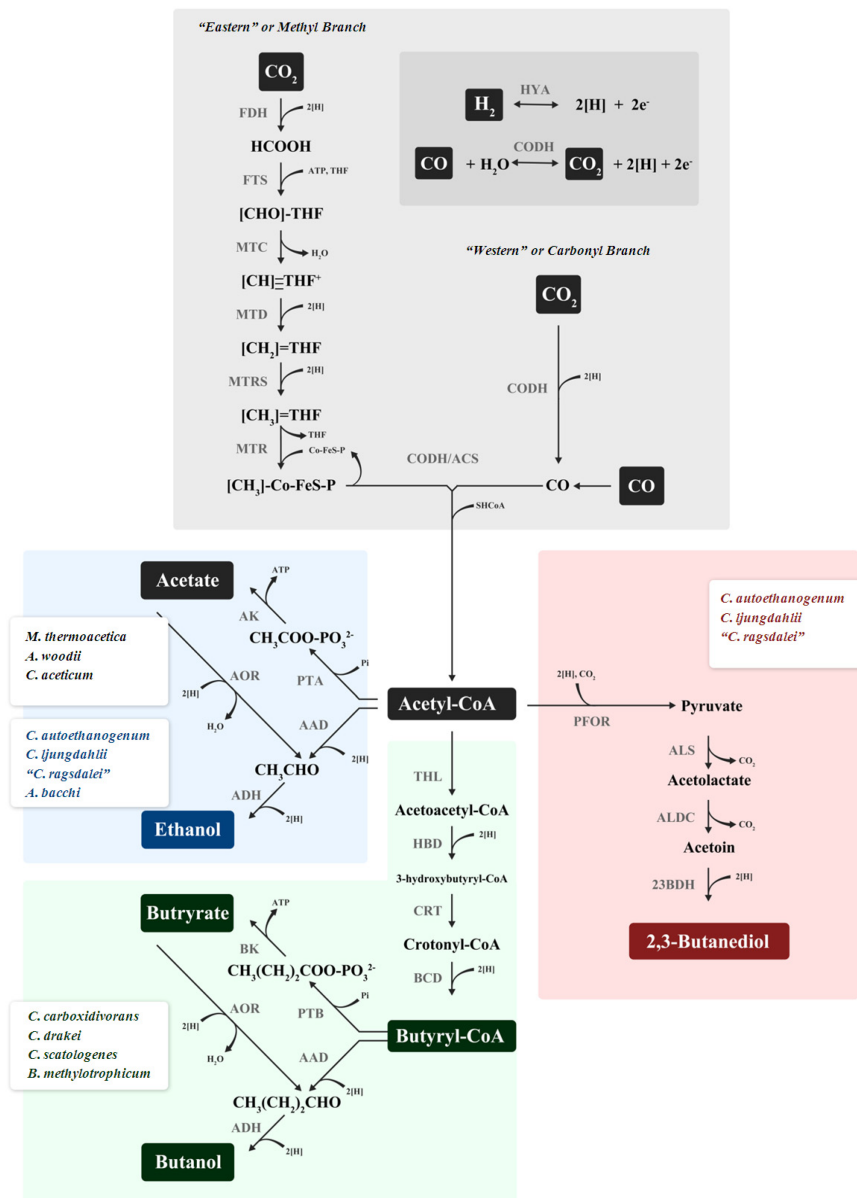 “Eastern” or Methyl Branch
CO2
FDH
2[H]
HCOOH
FTS
ATP, THF
[CHO]-THF
MTC
H2O
[CH]≡THF+
MTD
2[H]
[CH2]=THF
MTRS
2[H]
[CH3]=THF
THF
MTR
Co-FeS-P
[CH3]-Co-FeS-P
H2
HYA
2[H] + 2e-
CO + H2O
CODH
CO2 + 2[H] + 2e-
“Western” or Carbonyl Branch
CO2
CODH
2[H]
CODH/ACS
CO
CO
SHCoA
Acetate
ATP
AK
CH3COO-PO32-
M. thermoacetica
A. woodii
C. aceticum
AOR
2[H]
H2O
PTA
Pi
AAD
2[H]
Acetyl-CoA
C. autoethanogenum
C. ljungdahlii
“C. ragsdalei”
A. bacchi
CH3CHO
ADH
2[H]
Ethanol
C. autoethanogenum
C. ljungdahlii
“C. ragsdalei”
2[H], CO2
PFOR
Pyruvate
ALS
CO2
Acetolactate
ALDC
CO2
Acetoin
23BDH
2[H]
2,3-Butanediol
THL
Acetoacetyl-CoA
HBD
2[H]
3-hydroxybutyryl-CoA
CRT
Crotonyl-CoA
BCD
2[H]
Butyryl-CoA
Butryrate
ATP
BK
CH3(CH2)2COO-PO32-
C. carboxidivorans
C. drakei
C. scatologenes
B. methylotrophicum
AOR
2[H]
H2O
PTB
Pi
AAD
2[H]
CH3(CH2)2CHO
ADH
2[H]
Butanol